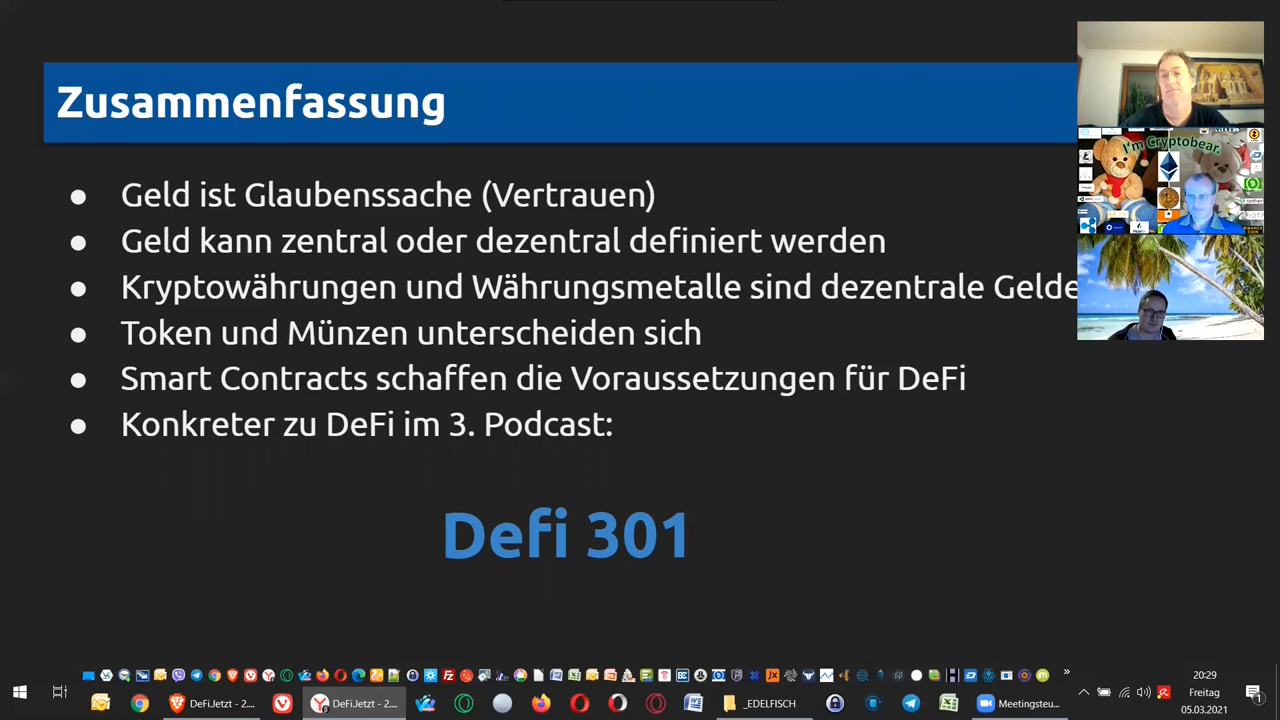 Zusammenfassung
Geld ist Glaubenssache (Vertrauen)
Geld kann zentral oder dezentral definiert werden
Kryptowährungen und Währungsmetalle sind dezentrale Gelde
Token und Münzen unterscheiden sich
Smart Contracts schaffen die Voraussetzungen für DeFi
Konkreter zu DeFi im 3. Podcast:
Defi 301
I'm Cryptobear.
DeFiJetzt - 2....
DeFiJetzt - 2....
_EDELFISCH
Meetingsteu...
20:29
Freitag
05.03.2021